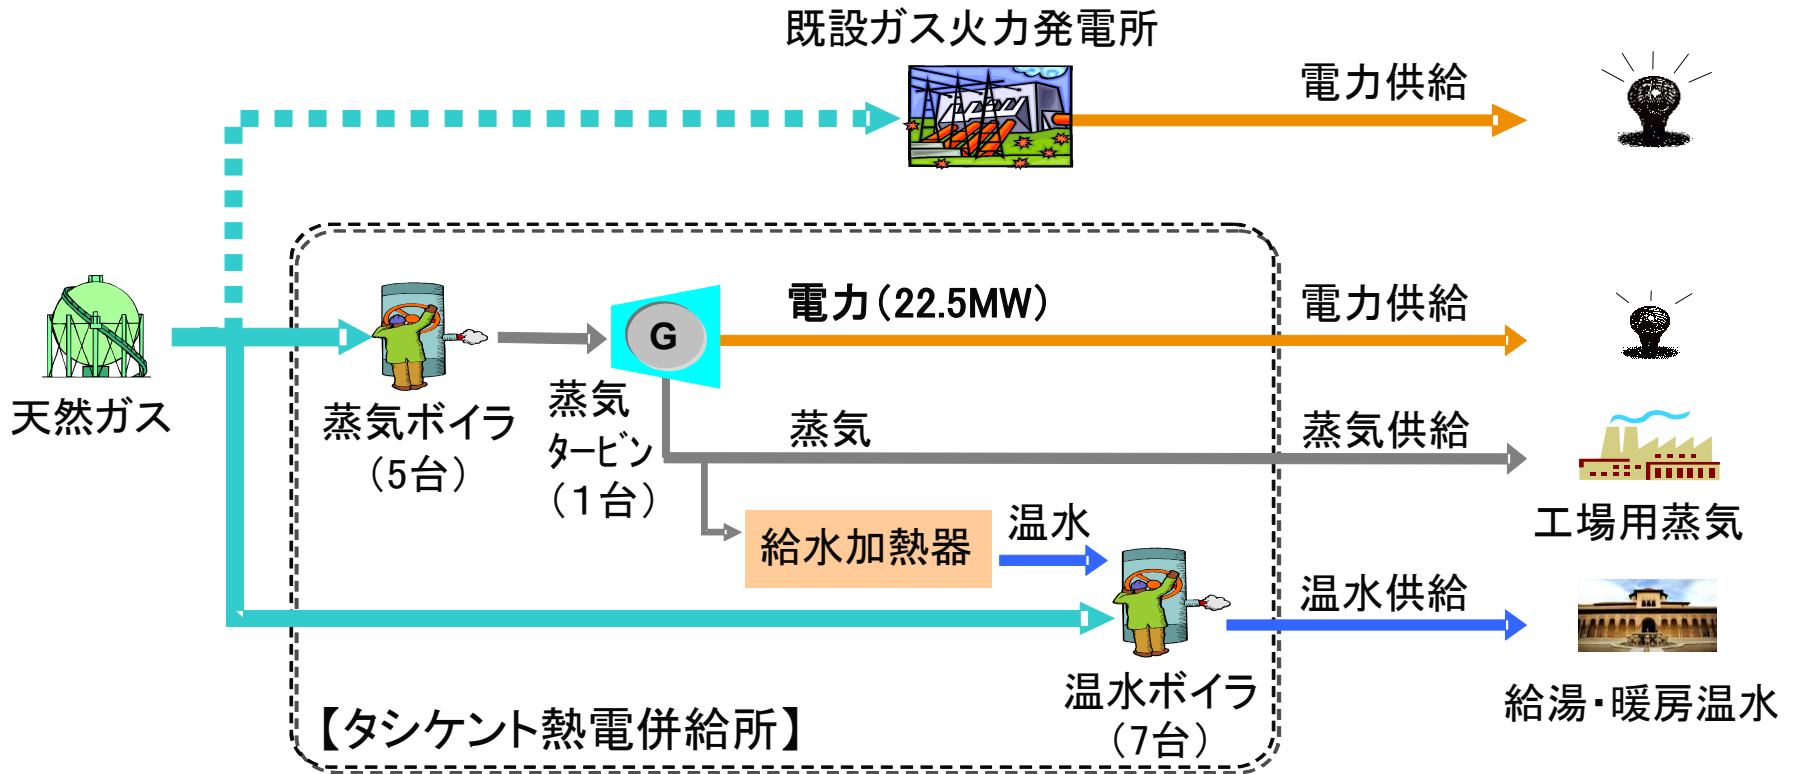 既設ガス火力発電所
電力供給
電力（22.5MW）
電力供給
G
天然ガス
蒸気ボイラ
（5台）
蒸気
タービン
（１台）
蒸気
蒸気供給
工場用蒸気
給水加熱器
温水
温水供給
温水ボイラ
（7台）
給湯・暖房温水
【タシケント熱電併給所】